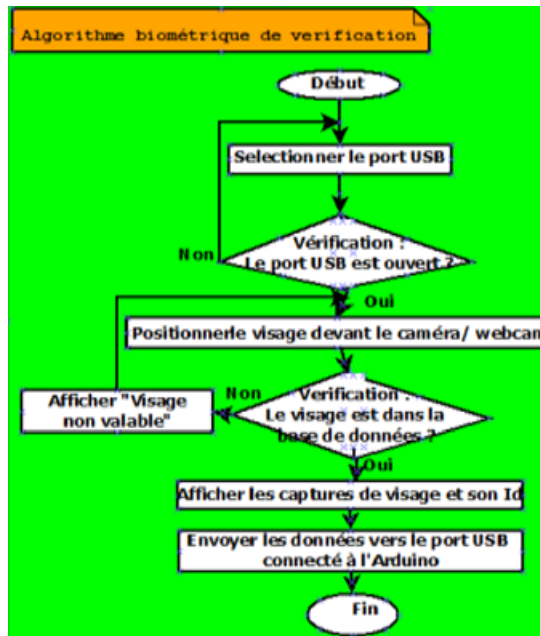 Algorithme biométrique de verification
Début
Selectionner le port USB
Vérification :
Le port USB est ouvert ?
Non
Oui
Positionnerle visage devant le caméra/ webcam
Verification :
Le visage est dans la
base de données ?
Non
Afficher "Visage
non valable"
Oui
Afficher les captures de visage et son Id
Envoyer les données vers le port USB
connecté à l'Arduino
Fin